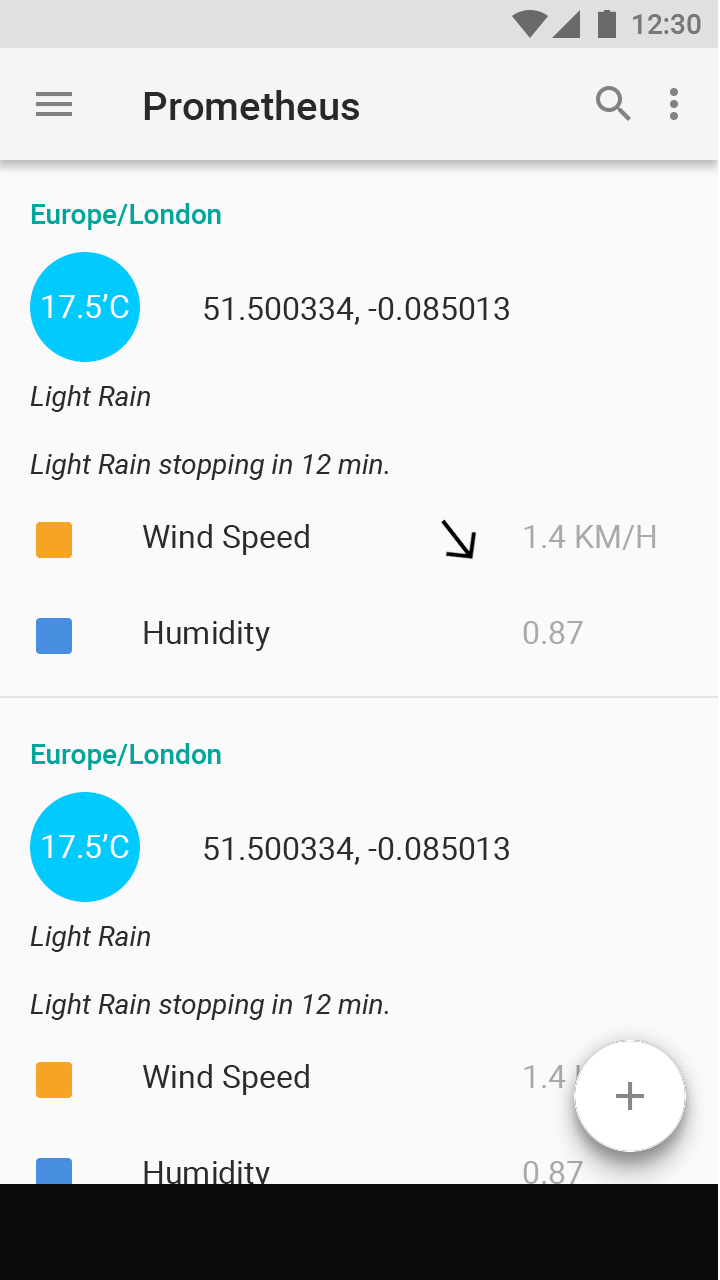 12:30
Prometheus
Europe/London
17.5’C 51.500334, -0.085013
Light Rain
Light Rain stopping in 12 min.
Wind Speed 1.4 KM/H
Humidity 0.87
Europe/London
17.5’C 51.500334, -0.085013
Light Rain
Light Rain stopping in 12 min.
Wind Speed 1.4
Humidity 0.87